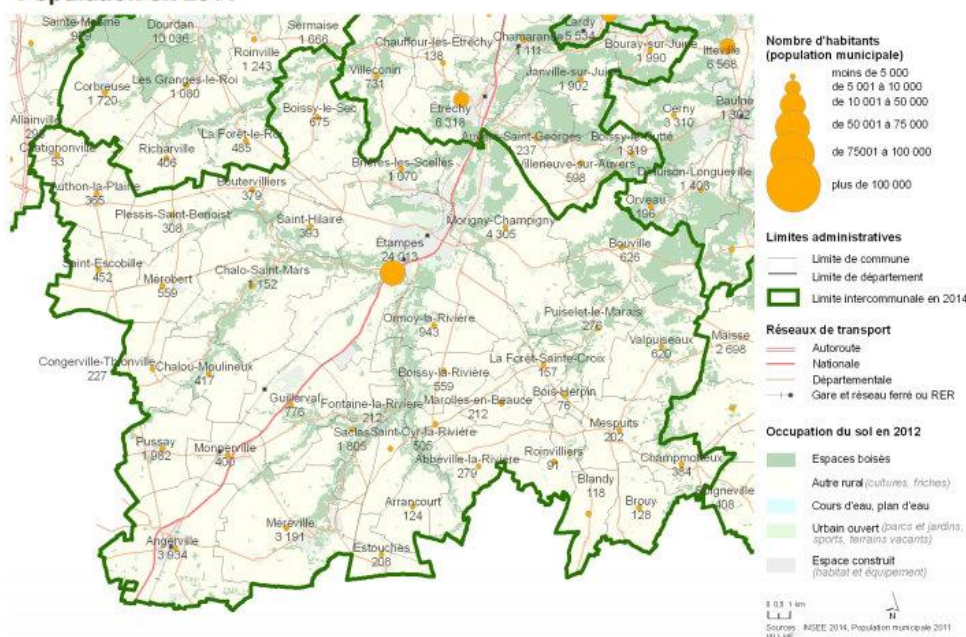 Sainte-Mesme
Dourdan
10 036
Sermaise
1 666
Roinville
1 243
Chauffour-lès-Etréchy
138
Chamarande
1 111
Lardy
5 534
Bouray-sur-Juine
1 990
Itteville
6 568
Corbreuse
1 720
Les Granges-le-Roi
1 080
Villeconin
731
Janville-sur-Juine
1 902
Boissy-le-Sec
675
Etréchy
6 318
Cerny
3 310
Baulne
1 302
Allainville
Chatignonville
53
La Forêt-le-Roi
485
Richarville
406
Auvers-Saint-Georges
237
Boissy-le-Cutté
1 319
Brières-les-Scellés
1 070
Villeneuve-sur-Auvers
598
D'Huison-Longueville
1 403
Authon-la-Plaine
365
Boutervilliers
379
Orveau
196
Plessis-Saint-Benoist
308
Saint-Hilaire
393
Morigny-Champigny
4 305
Étampes
24 013
Bouville
626
Saint-Escobille
452
Mérobert
559
Chalo-Saint-Mars
1 152
Ormoy-la-Rivière
943
Puiselet-le-Marais
276
Valpuiseaux
620
Maisse
2 698
Congerville-Thionville
227
Chalou-Moulineux
417
La Forêt-Sainte-Croix
157
Boissy-la-Rivière
559
Bois-Herpin
76
Guillerval
776
Fontaine-la-Rivière
212
Marolles-en-Beauce
212
Mespuits
202
Saclas
1 805
Saint-Cyr-la-Rivière
505
Pussay
1 982
Monnerville
400
Abbéville-la-Rivière
279
Roinvilliers
91
Champmotteux
384
Blandy
118
Brouy
128
408
Arrancourt
124
Angerville
3 934
Méréville
3 191
Estouches
208
Nombre d'habitants
(population municipale)
moins de 5 000
de 5 001 à 10 000
de 10 001 à 50 000
de 50 001 à 75 000
de 75001 à 100 000
plus de 100 000
Limites administratives
Limite de commune
Limite de département
Limite intercommunale en 2014
Réseaux de transport
Autoroute
Nationale
Départementale
Gare et réseau ferré ou RER
Occupation du sol en 2012
Espaces boisés
Autre rural (cultures, friches)
Cours d'eau, plan d'eau
Urbain ouvert (parcs et jardins,
sports, terrains vacants)
Espace construit
(habitat et équipement)
0 0,5 1 km
N
Sources : INSEE 2014, Population municipale 2011